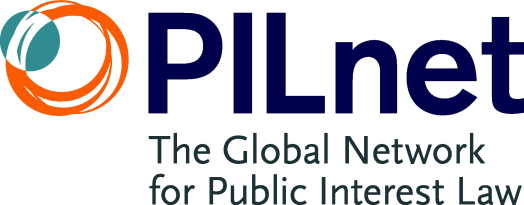 PILnet
The Global Network
for Public Interest Law